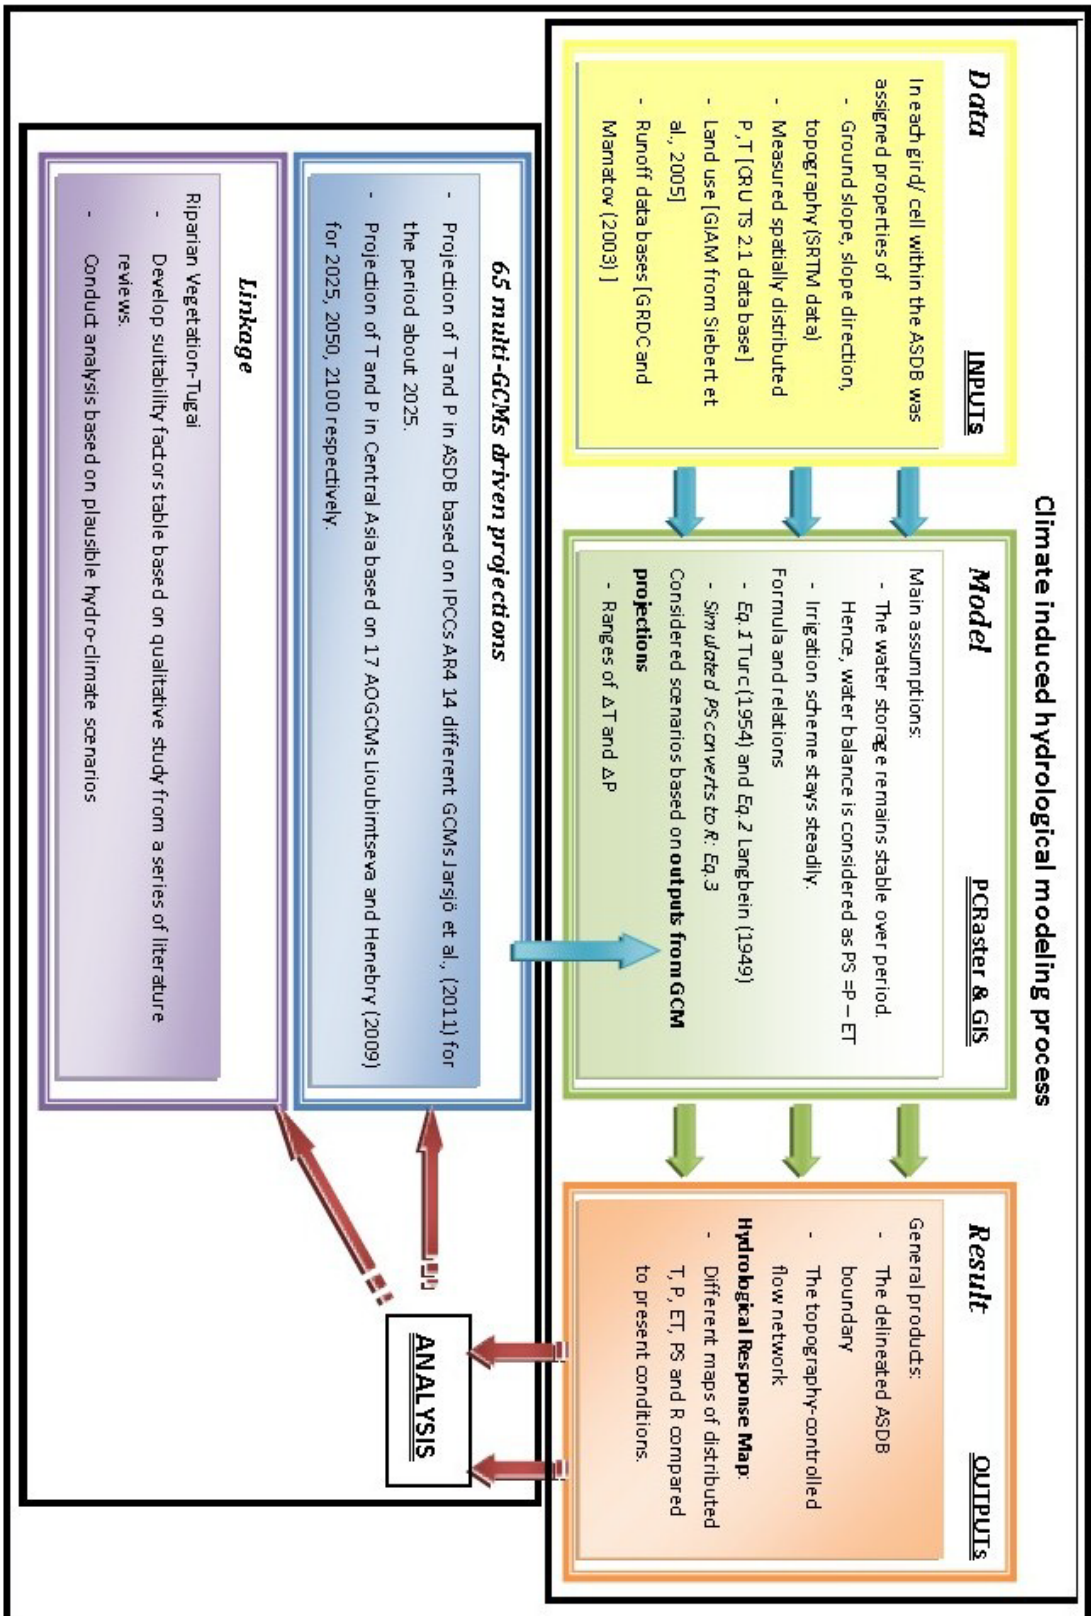 Climate induced hydrological modeling process
Data
INPUTs
In each gird/ cell within the ASDB was
assigned properties of
- Ground slope, slope direction,
topography (SRTM data)
- Measured spatially distributed
P, T [CRU TS 2.1 data base]
- Land use [GIAM from Siebert et
al., 2005]
- Runoff data bases [GRDC and
Mamatov (2003) ]
Model
PCRaster & GIS
Main assumptions:
- The water storage remains stable over period.
Hence, water balance is considered as PS =P – ET
- Irrigation scheme stays steadily.
Formula and relations
- Eq.1 Turc (1954) and Eq.2 Langbein (1949)
- Simulated PS converts to R: Eq.3
Considered scenarios based on outputs from GCM
projections
- Ranges of ΔT and ΔP
Result
OUTPUTs
General products:
- The delineated ASDB
boundary
- The topography-controlled
flow network
Hydrological Response Map:
- Different maps of distributed
T, P, ET, PS and R compared
to present conditions.
65 multi-GCMs driven projections
- Projection of T and P in ASDB based on IPCCs AR4 14 different GCMs Jarsjö et al., (2011) for
the period about 2025.
- Projection of T and P in Central Asia based on 17 AOGCMs Lioubimtseva and Henebry (2009)
for 2025, 2050, 2100 respectively.
ANALYSIS
Linkage
Riparian Vegetation-Tugai
- Develop suitability factors table based on qualitative study from a series of literature
reviews.
- Conduct analysis based on plausible hydro-climate scenarios